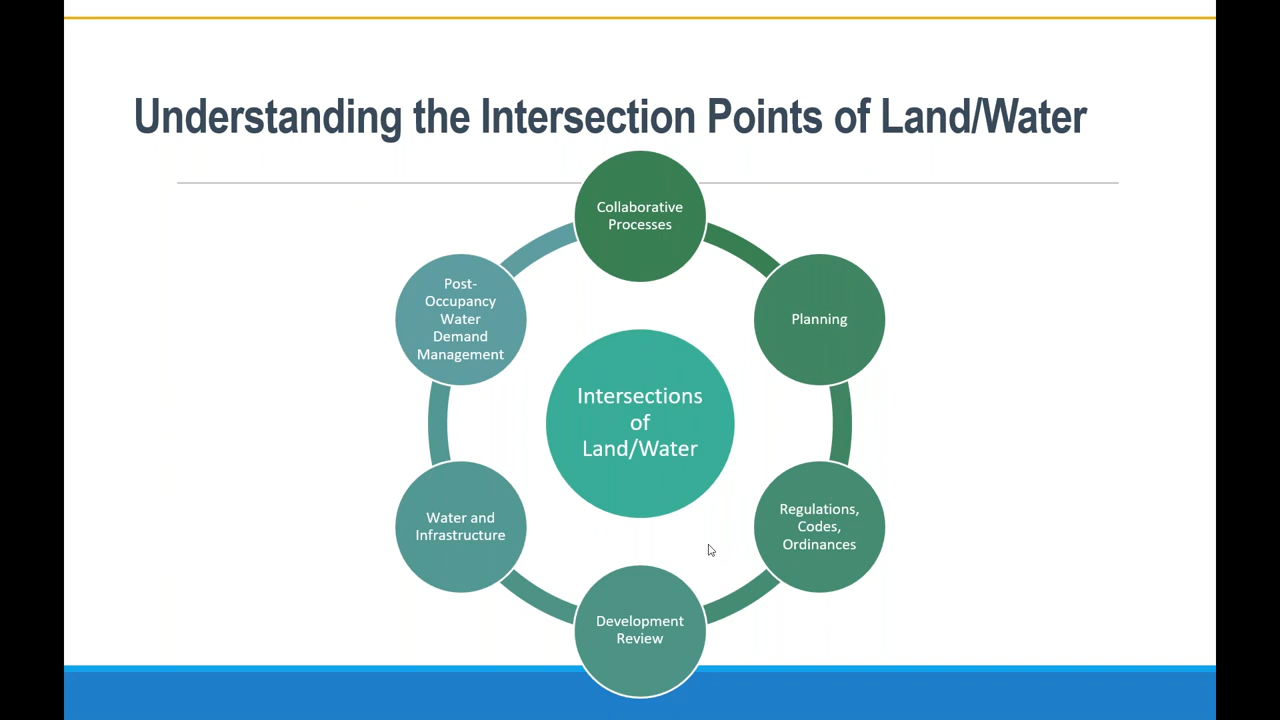 Understanding the Intersection Points of Land/Water
Collaborative
Processes
Planning
Regulations,
Codes,
Ordinances
Development
Review
Water and
Infrastructure
Post-
Occupancy
Water
Demand
Management
Intersections
of
Land/Water